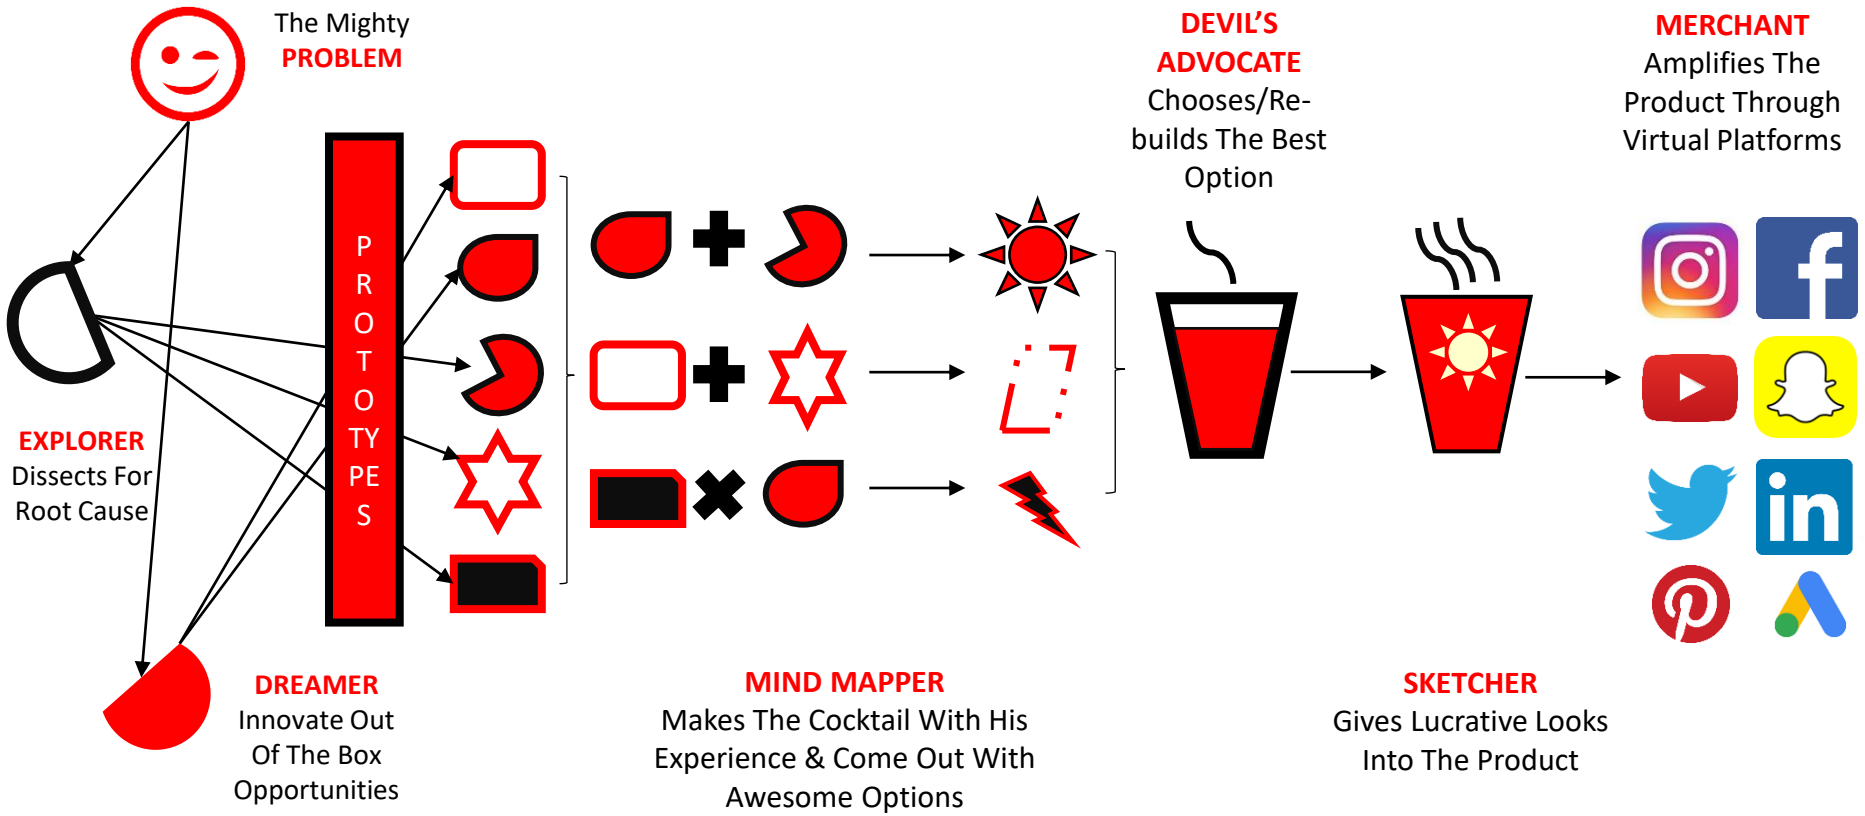 The Mighty
PROBLEM
EXPLORER
Dissects For
Root Cause
DREAMER
Innovate Out
Of The Box
Opportunities
P
R
O
T
O
TY
PE
S
MIND MAPPER
Makes The Cocktail With His
Experience & Come Out With
Awesome Options
DEVIL’S
ADVOCATE
Chooses/Re-
builds The Best
Option
SKETCHER
Gives Lucrative Looks
Into The Product
MERCHANT
Amplifies The
Product Through
Virtual Platforms
f
in